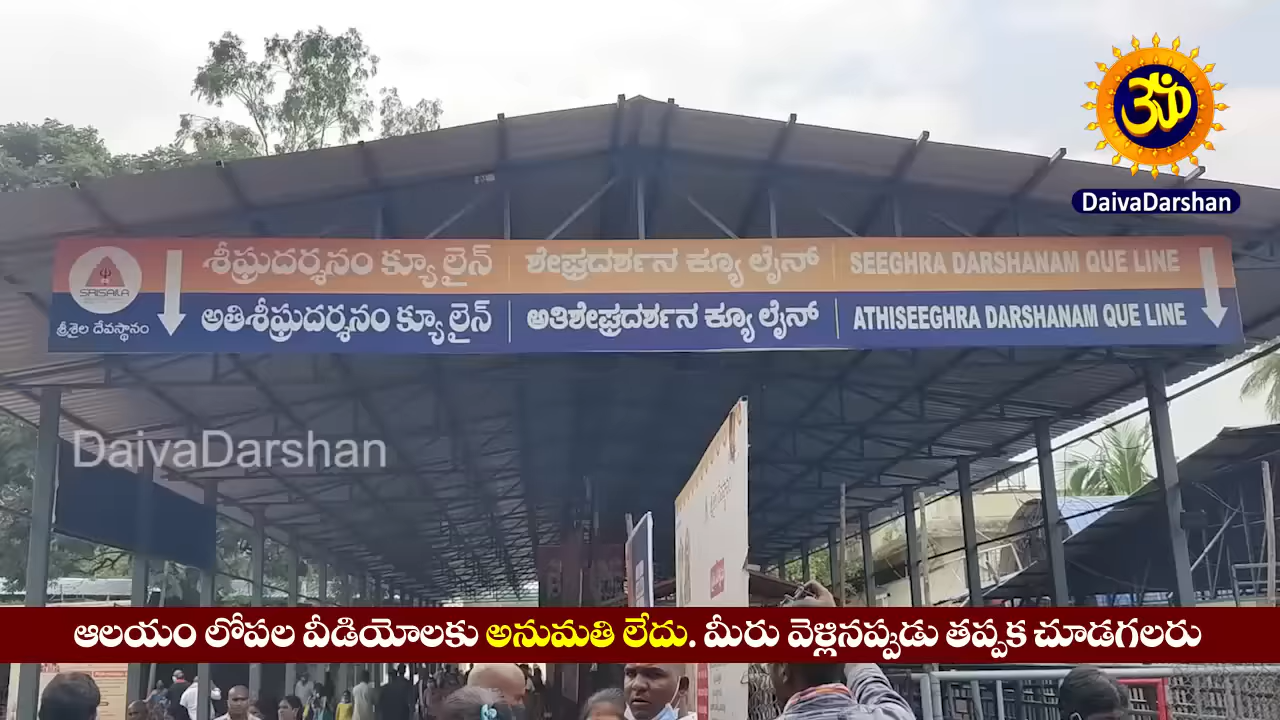 ॐ
DaivaDarshan
శీఘ్రదర్శనం క్యూ లైన్ ಶೀಘ್ರದರ್ಶನ ಕ್ಯೂ ಲೈನ್ SEEGHRA DARSHANAM QUE LINE
SRISAILA
శ్రీశైల దేవస్థానం
అతిశీఘ్రదర్శనం క్యూ లైన్ ಅತಿಶೀಘ್ರದರ್ಶನ ಕ್ಯೂ ಲೈನ್ ATHISEEGHRA DARSHANAM QUE LINE
DaivaDarshan
ఆలయం లోపల వీడియోలకు అనుమతి లేదు. మీరు వెళ్లినప్పుడు తప్పక చూడగలరు